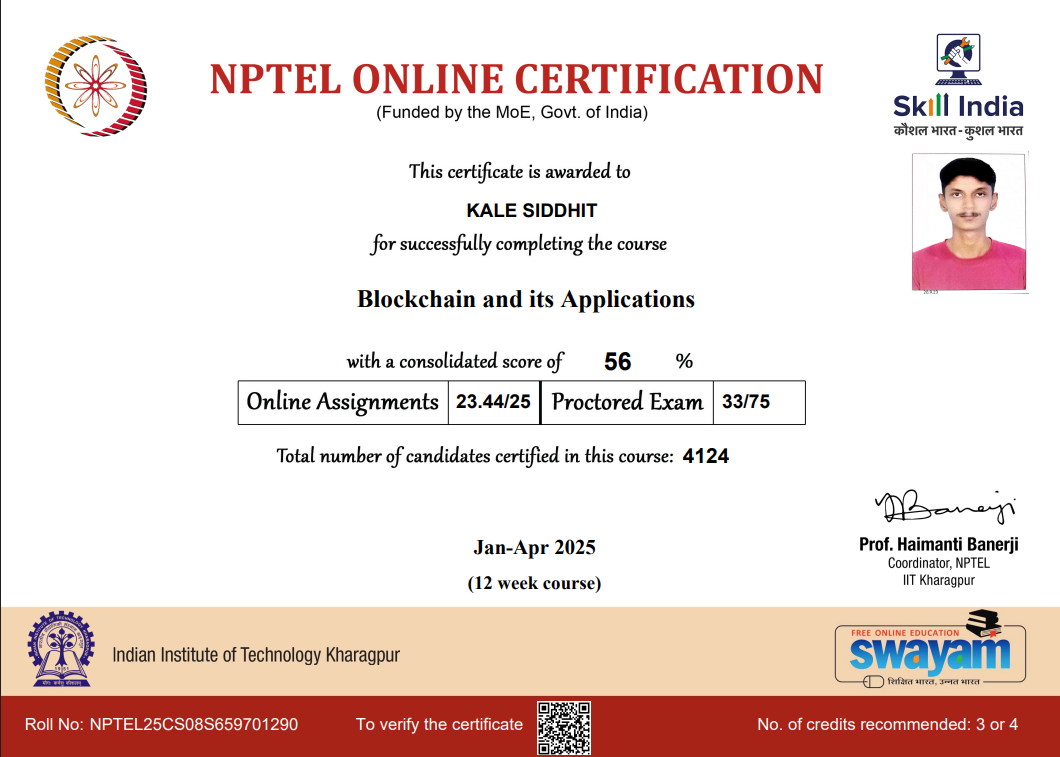 NPTEL ONLINE CERTIFICATION
(Funded by the MoE, Govt. of India)
Skill India
कौशल भारत - कुशल भारत
This certificate is awarded to
KALE SIDDHIT
for successfully completing the course
Blockchain and its Applications
with a consolidated score of 56 %
Online Assignments 23.44/25 Proctored Exam 33/75
Total number of candidates certified in this course: 4124
Banerji
Prof. Haimanti Banerji
Coordinator, NPTEL
IIT Kharagpur
Jan-Apr 2025
(12 week course)
Indian Institute of Technology Kharagpur
FREE ONLINE EDUCATION
swayam
शिक्षित भारत, उन्नत भारत
Roll No: NPTEL25CS08S659701290
To verify the certificate
No. of credits recommended: 3 or 4